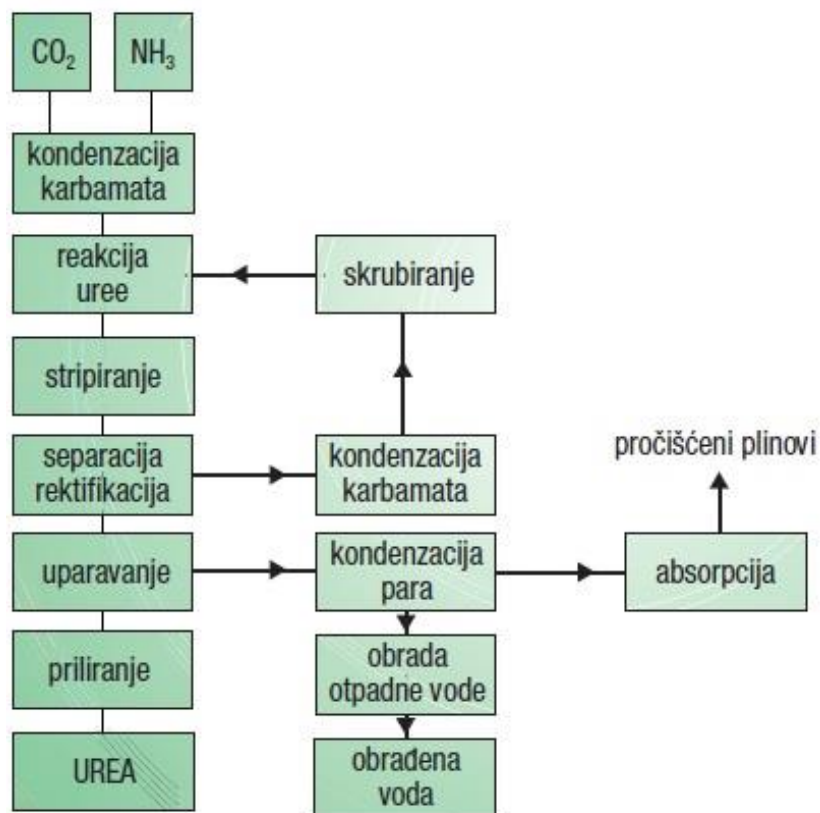 CO₂
NH₃
kondenzacija
karbamata
reakcija
uree
skrubiranje
stripiranje
separacija
rektifikacija
kondenzacija
karbamata
pročišćeni plinovi
uparavanje
kondenzacija
para
absorpcija
priliranje
obrada
otpadne vode
UREA
obrađena
voda